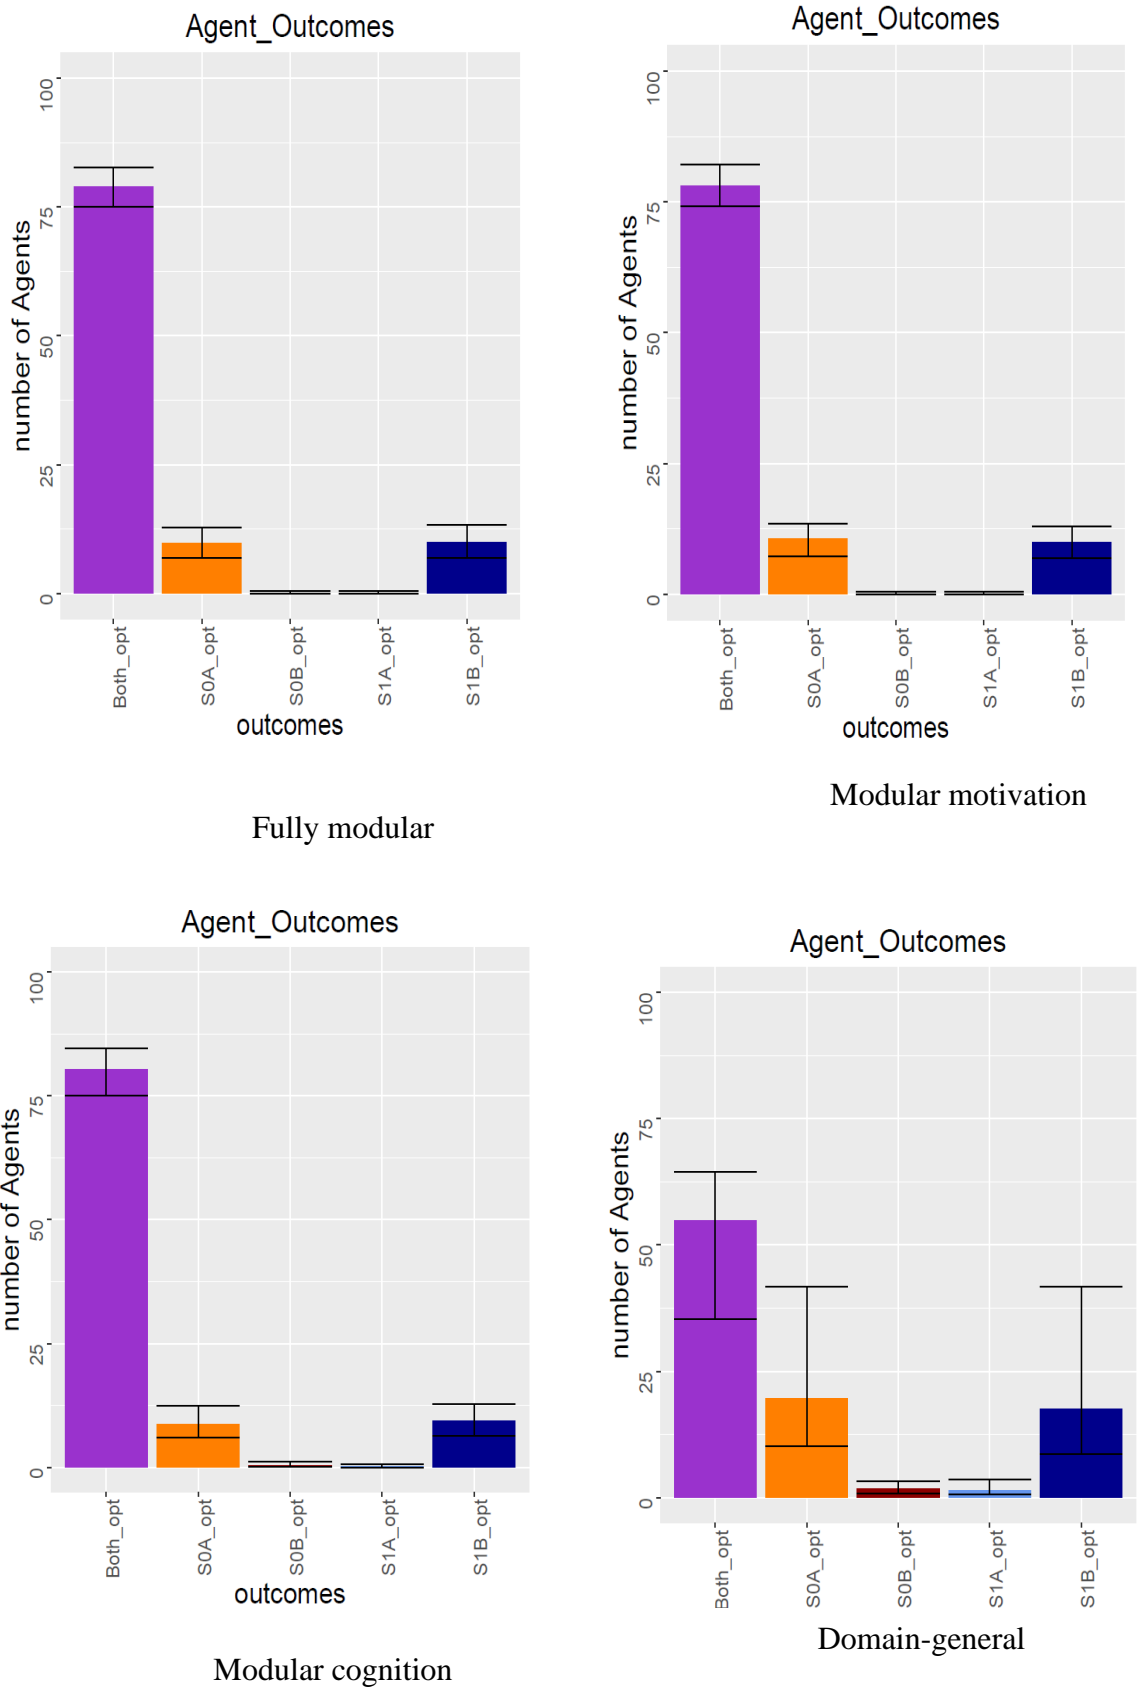 Agent_Outcomes
number of Agents
100
75
50
25
0
Both_opt
S0A_opt
S0B_opt
S1A_opt
S1B_opt
outcomes
Fully modular
Agent_Outcomes
number of Agents
100
75
50
25
0
Both_opt
S0A_opt
S0B_opt
S1A_opt
S1B_opt
outcomes
Modular motivation
Agent_Outcomes
number of Agents
100
75
50
25
0
Both_opt
S0A_opt
S0B_opt
S1A_opt
S1B_opt
outcomes
Modular cognition
Agent_Outcomes
number of Agents
100
75
50
25
0
Both_opt
S0A_opt
S0B_opt
S1A_opt
S1B_opt
Domain-general